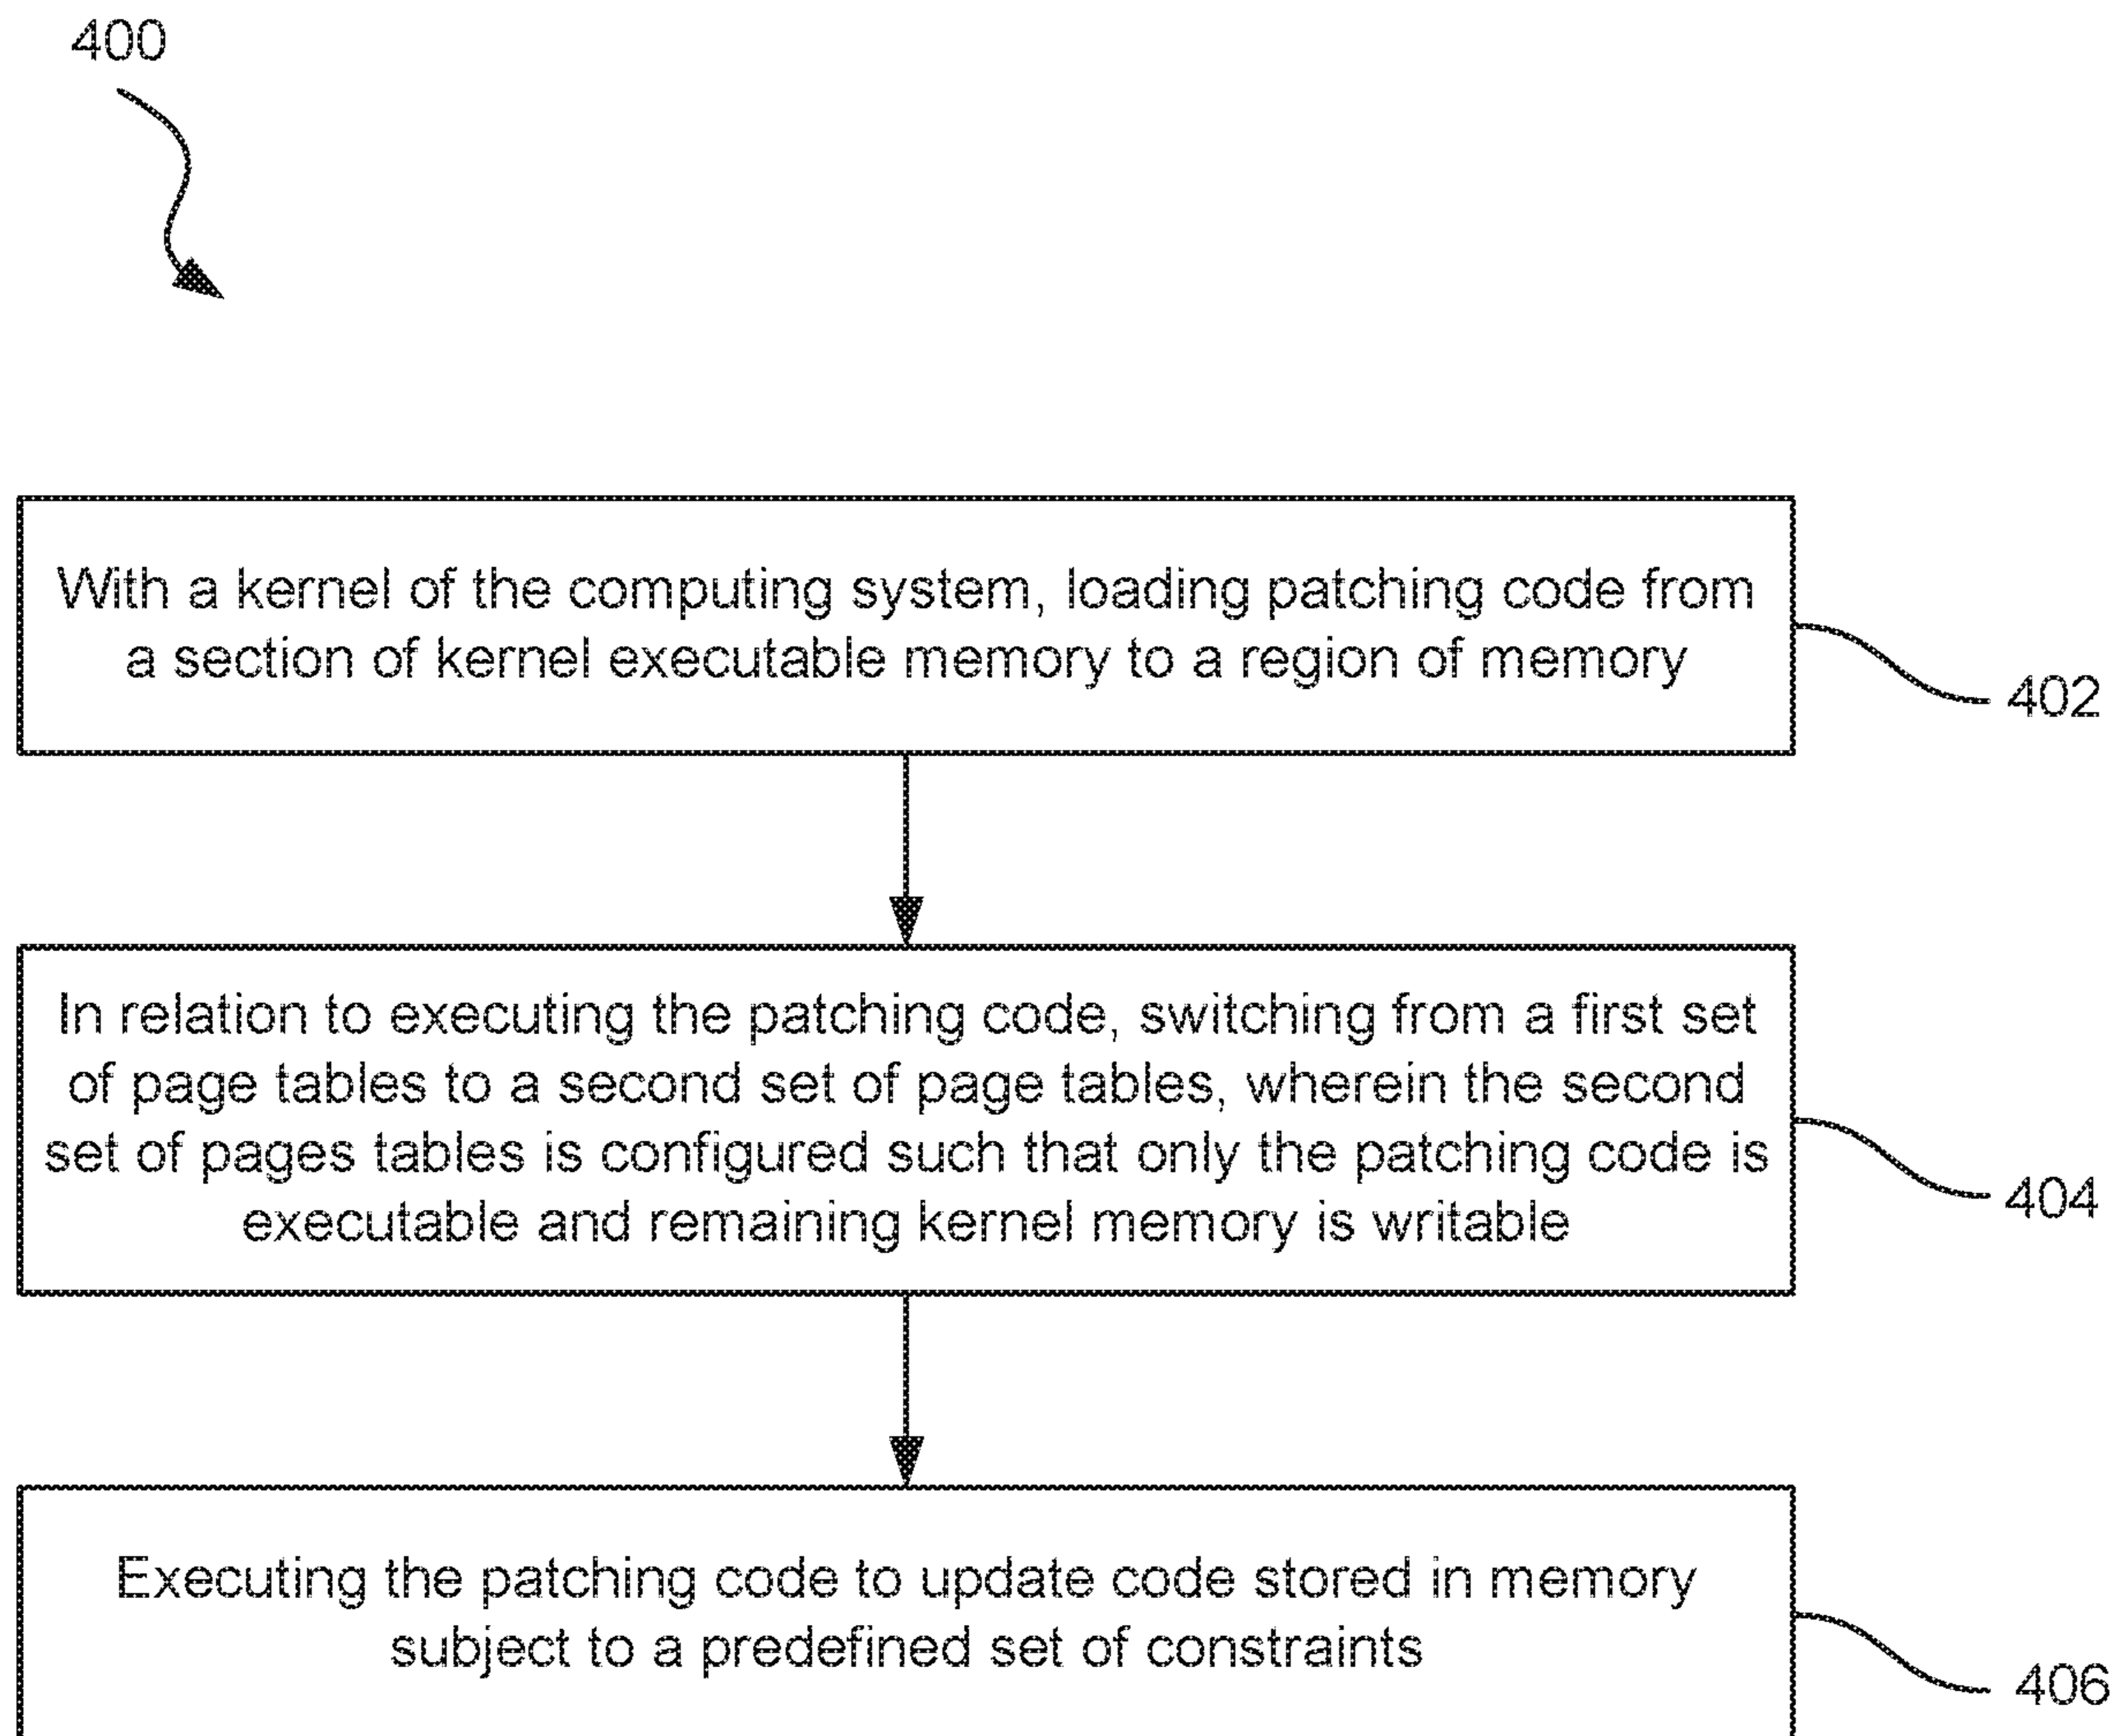 400
With a kernel of the computing system, loading patching code from
a section of kernel executable memory to a region of memory
402
In relation to executing the patching code, switching from a first set
of page tables to a second set of page tables, wherein the second
set of pages tables is configured such that only the patching code is
executable and remaining kernel memory is writable
404
Executing the patching code to update code stored in memory
subject to a predefined set of constraints
406